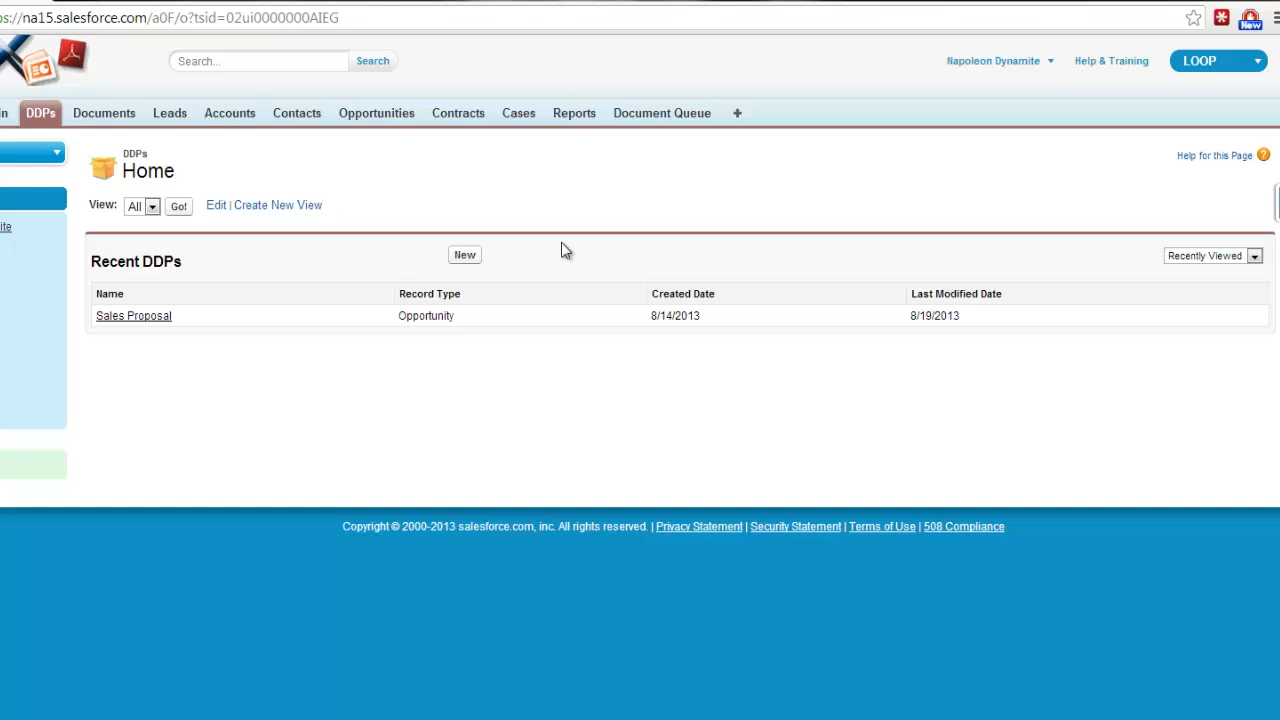 ps://na15.salesforce.com/a0F/o?tsid=02ui0000000AIEG
New
Search... Search Napoleon Dynamite Help & Training LOOP
in DDPs Documents Leads Accounts Contacts Opportunities Contracts Cases Reports Document Queue +
DDPs
Home
Help for this Page ?
View: All Go! Edit | Create New View
ite
Recent DDPs New Recently Viewed
Name Record Type Created Date Last Modified Date
Sales Proposal Opportunity 8/14/2013 8/19/2013
Copyright © 2000-2013 salesforce.com, inc. All rights reserved. | Privacy Statement | Security Statement | Terms of Use | 508 Compliance